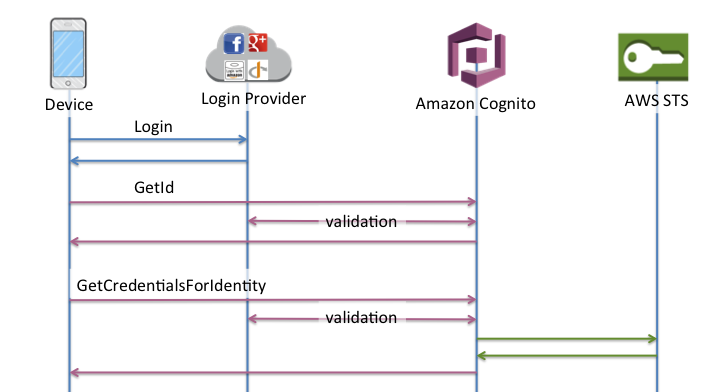 Device
Login Provider
Amazon Cognito
AWS STS
Login
GetId
validation
GetCredentialsForIdentity
validation